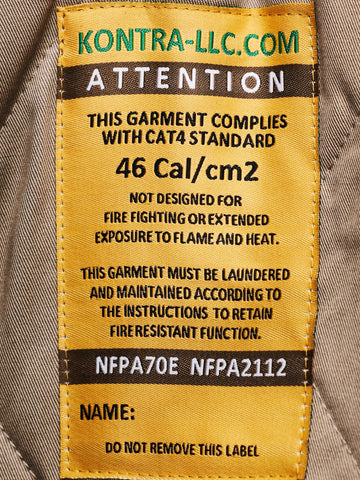 KONTRA-LLC.COM
ATTENTION
THIS GARMENT COMPLIES
WITH CAT4 STANDARD
46 Cal/cm2
NOT DESIGNED FOR
FIRE FIGHTING OR EXTENDED
EXPOSURE TO FLAME AND HEAT.
THIS GARMENT MUST BE LAUNDERED
AND MAINTAINED ACCORDING TO
THE INSTRUCTIONS TO RETAIN
FIRE RESISTANT FUNCTION.
NFPA70E NFPA2112
NAME:
DO NOT REMOVE THIS LABEL